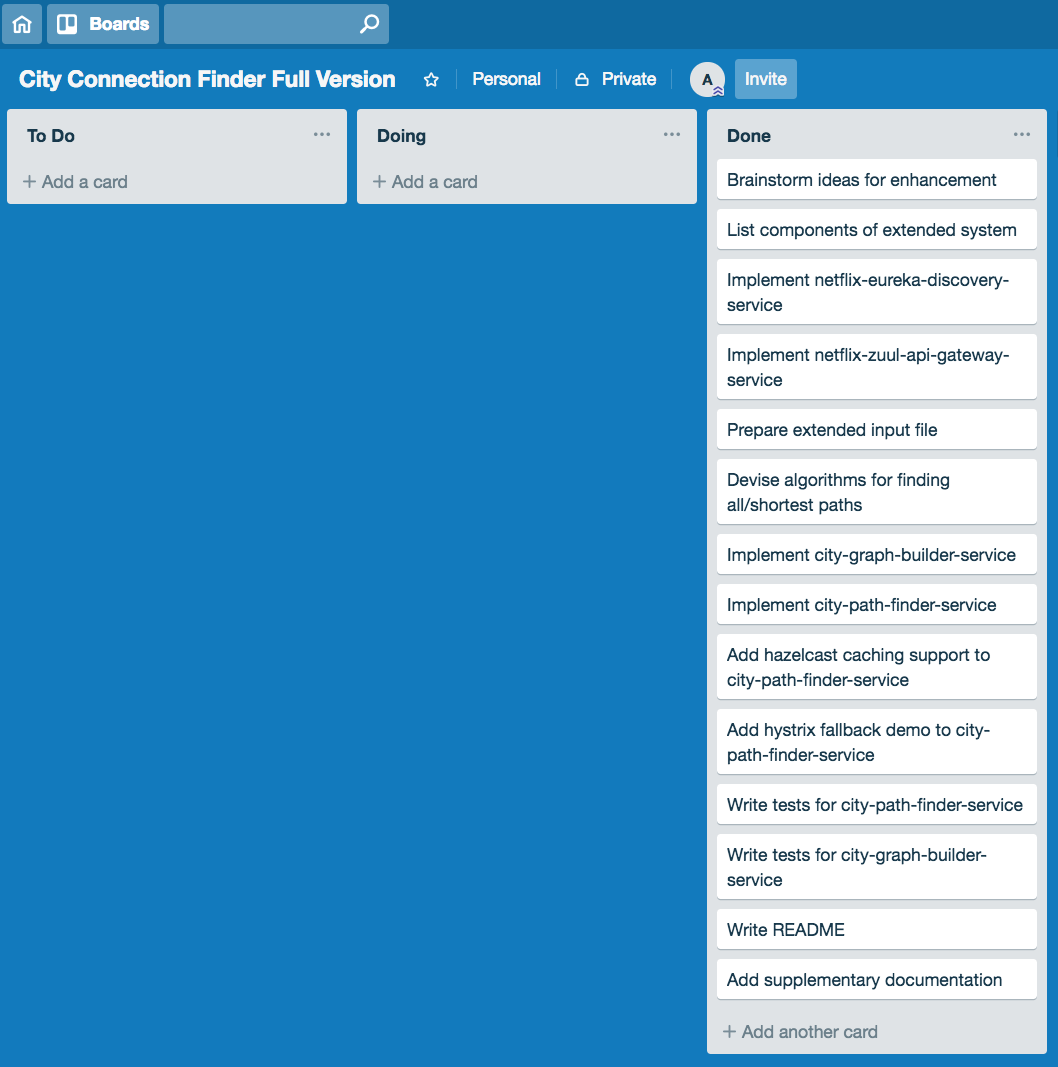 Boards
City Connection Finder Full Version
Personal
Private
A
Invite
To Do
+ Add a card
Doing
+ Add a card
Done
Brainstorm ideas for enhancement
List components of extended system
Implement netflix-eureka-discovery-
service
Implement netflix-zuul-api-gateway-
service
Prepare extended input file
Devise algorithms for finding
all/shortest paths
Implement city-graph-builder-service
Implement city-path-finder-service
Add hazelcast caching support to
city-path-finder-service
Add hystrix fallback demo to city-
path-finder-service
Write tests for city-path-finder-service
Write tests for city-graph-builder-
service
Write README
Add supplementary documentation
+ Add another card